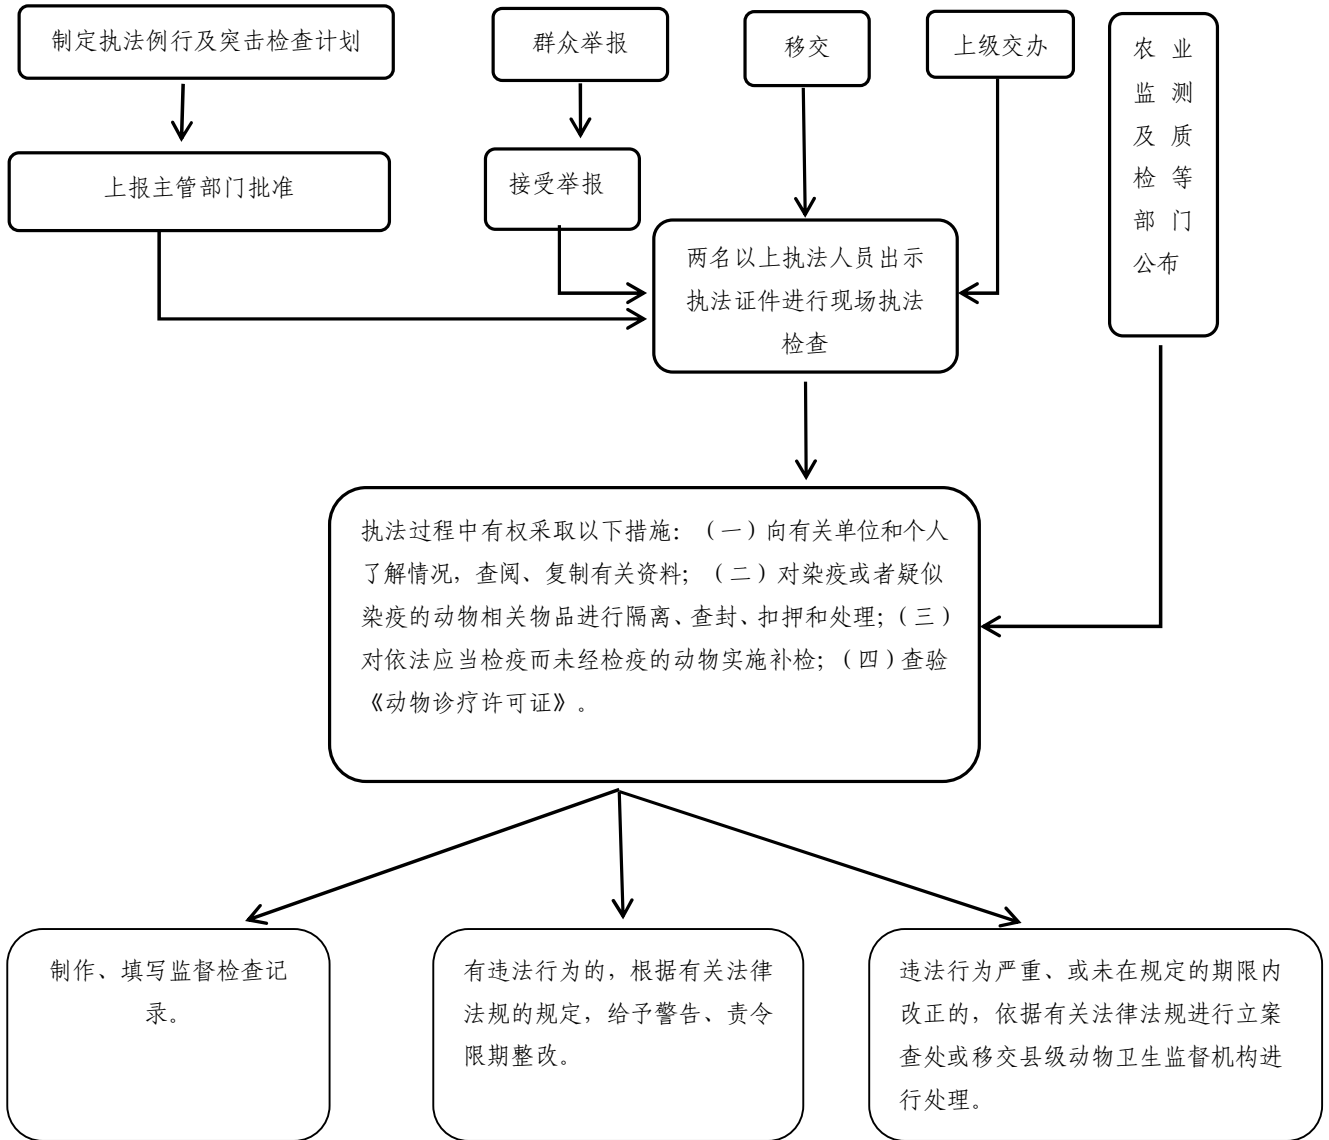 制定执法例行及突击检查计划
群众举报
移交
上级交办
农业
监测
及质
检等
部门
公布
上报主管部门批准
接受举报
两名以上执法人员出示
执法证件进行现场执法
检查
执法过程中有权采取以下措施：（一）向有关单位和个人
了解情况，查阅、复制有关资料；（二）对染疫或者疑似
染疫的动物相关物品进行隔离、查封、扣押和处理；（三）
对依法应当检疫而未经检疫的动物实施补检；（四）查验
《动物诊疗许可证》。
制作、填写监督检查记
录。
有违法行为的，根据有关法律
法规的规定，给予警告、责令
限期整改。
违法行为严重、或未在规定的期限内
改正的，依据有关法律法规进行立案
查处或移交县级动物卫生监督机构进
行处理。